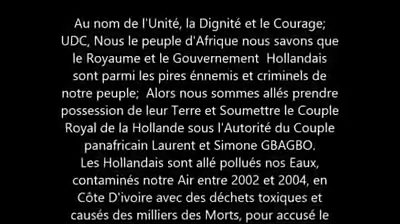 Au nom de l'Unité, la Dignité et le Courage;
UDC, Nous le peuple d'Afrique nous savons que
le Royaume et le Gouvernement Hollandais
sont parmi les pires énnemis et criminels de
notre peuple; Alors nous sommes allés prendre
possession de leur Terre et Soumettre le Couple
Royal de la Hollande sous l'Autorité du Couple
panafricain Laurent et Simone GBAGBO.
Les Hollandais sont allé pollués nos Eaux,
contaminés notre Air entre 2002 et 2004, en
Côte D'ivoire avec des déchets toxiques et
causés des milliers des Morts, pour accusé le